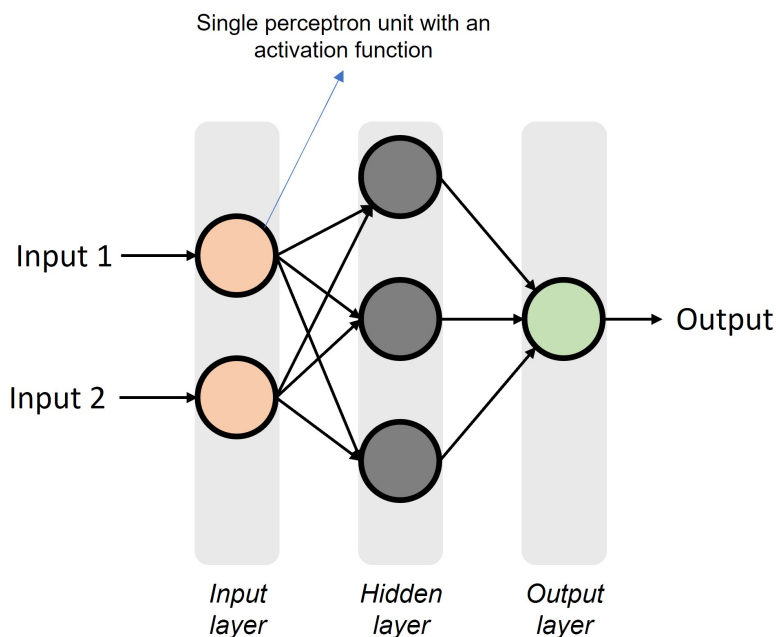 Single perceptron unit with an
activation function
Input 1
Input 2
Output
Input
layer
Hidden
layer
Output
layer